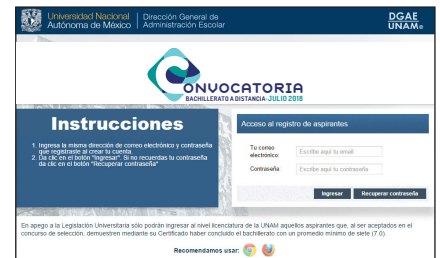 Universidad Nacional Dirección General de DGAE
Autónoma de México Administración Escolar UNAM®
CONVOCATORIA
BACHILLERATO A DISTANCIA-JULIO 2018
Instrucciones
1. Ingresa la misma dirección de correo electrónico y contraseña
que registraste al crear tu cuenta.
2. Da clic en el botón "Ingresar". Si no recuerdas tu contraseña
da clic en el botón "Recuperar contraseña"
Acceso al registro de aspirantes
Tu correo
electrónico: Escribe aquí tu email
Contraseña: Escribe aquí tu contraseña
Ingresar Recuperar contraseña
En apego a la Legislación Universitaria sólo podrán ingresar al nivel licenciatura de la UNAM aquellos aspirantes que, al ser aceptados en el
concurso de selección, demuestren mediante su Certificado haber concluido el bachillerato con un promedio mínimo de siete (7.0).
Recomendamos usar: